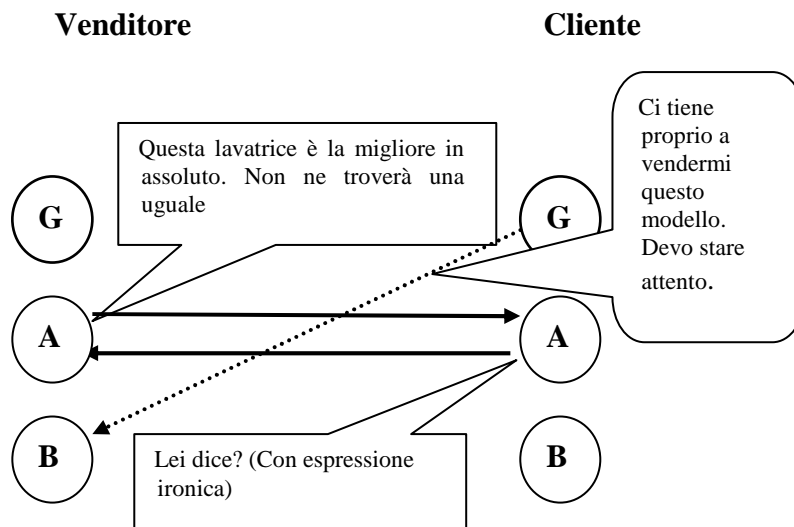 Venditore
Cliente
Ci tiene
proprio a
vendermi
questo
modello.
Devo stare
attento.
Questa lavatrice è la migliore in
assoluto. Non ne troverà una
uguale
G
G
A
A
B
B
Lei dice? (Con espressione
ironica)